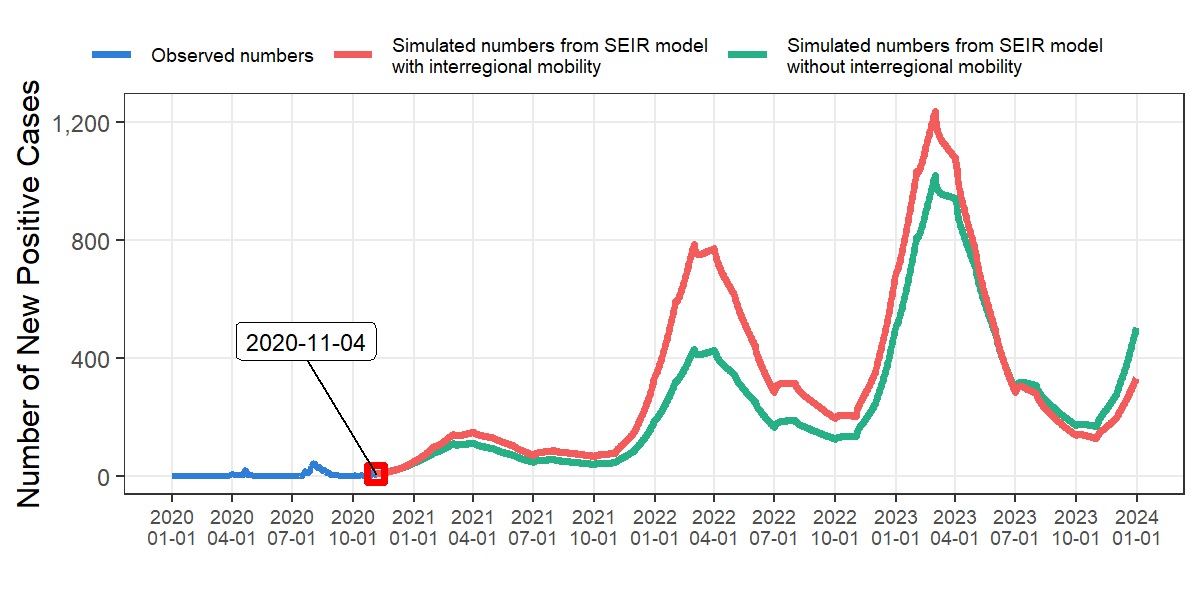 Observed numbers
Simulated numbers from SEIR model
with interregional mobility
Simulated numbers from SEIR model
without interregional mobility
Number of New Positive Cases
1,200
800
400
0
2020-11-04
2020 2020 2020 2020 2021 2021 2021 2021 2022 2022 2022 2022 2023 2023 2023 2023 2024
01-01 04-01 07-01 10-01 01-01 04-01 07-01 10-01 01-01 04-01 07-01 10-01 01-01 04-01 07-01 10-01 01-01